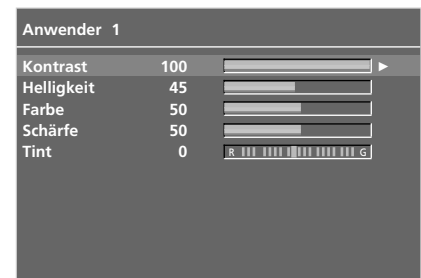 Anwender 1
Kontrast 100
Helligkeit 45
Farbe 50
Schärfe 50
Tint 0 R G